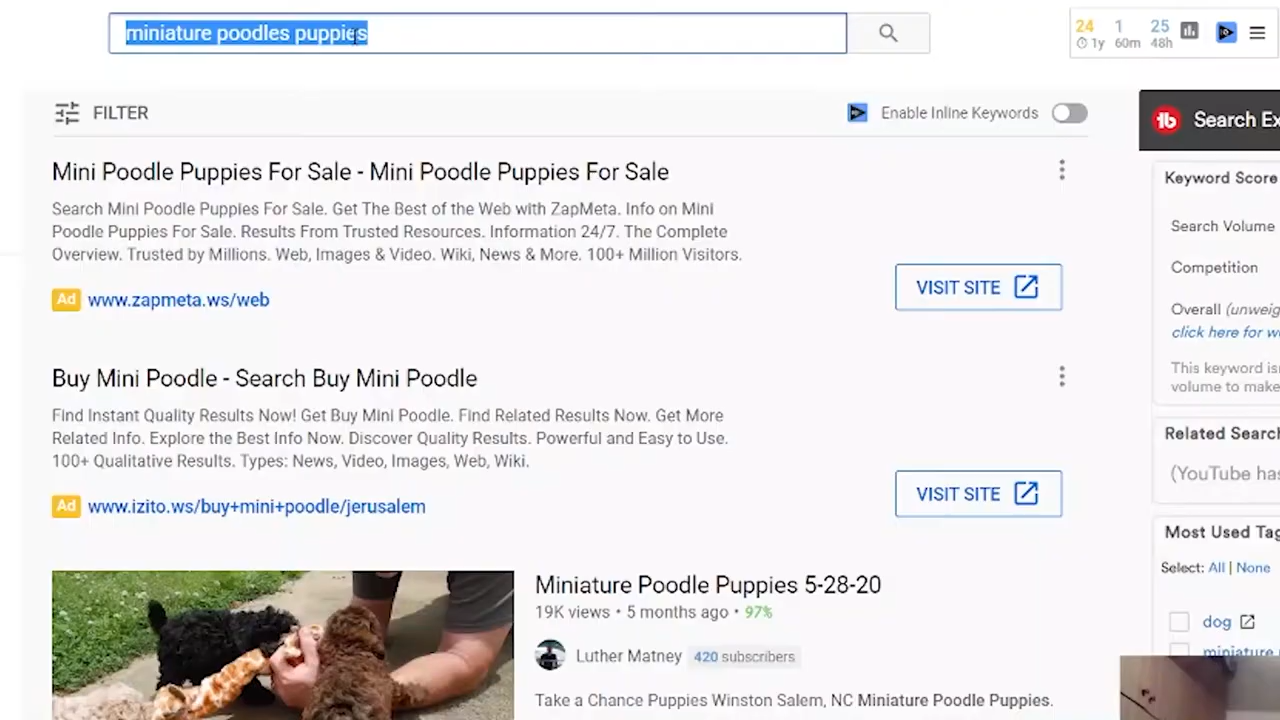 miniature poodles puppies
24 1 25
1y 60m 48h
FILTER
Enable Inline Keywords
Search Ex
Mini Poodle Puppies For Sale - Mini Poodle Puppies For Sale
Search Mini Poodle Puppies For Sale. Get The Best of the Web with ZapMeta. Info on Mini
Poodle Puppies For Sale. Results From Trusted Resources. Information 24/7. The Complete
Overview. Trusted by Millions. Web, Images & Video. Wiki, News & More. 100+ Million Visitors.
VISIT SITE
Ad www.zapmeta.ws/web
Buy Mini Poodle - Search Buy Mini Poodle
Find Instant Quality Results Now! Get Buy Mini Poodle. Find Related Results Now. Get More
Related Info. Explore the Best Info Now. Discover Quality Results. Powerful and Easy to Use.
100+ Qualitative Results. Types: News, Video, Images, Web, Wiki.
VISIT SITE
Ad www.izito.ws/buy+mini+poodle/jerusalem
Miniature Poodle Puppies 5-28-20
19K views • 5 months ago • 97%
Luther Matney 420 subscribers
Take a Chance Puppies Winston Salem, NC Miniature Poodle Puppies.
Keyword Score
Search Volume
Competition
Overall (unweig
click here for w
This keyword is
volume to make
Related Search
(YouTube has
Most Used Tag
Select: All | None
dog
miniature